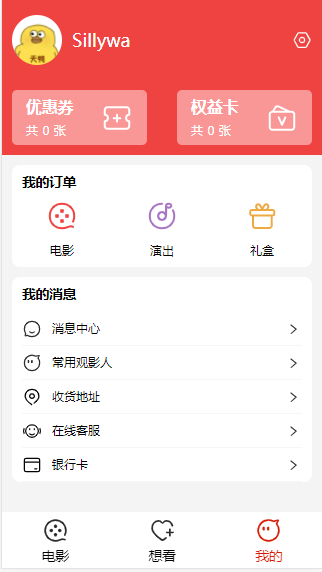 天鸭
Sillywa
优惠券
共 0 张
权益卡
共 0 张
我的订单
电影
演出
礼盒
我的消息
消息中心
常用观影人
收货地址
在线客服
银行卡
电影
想看
我的